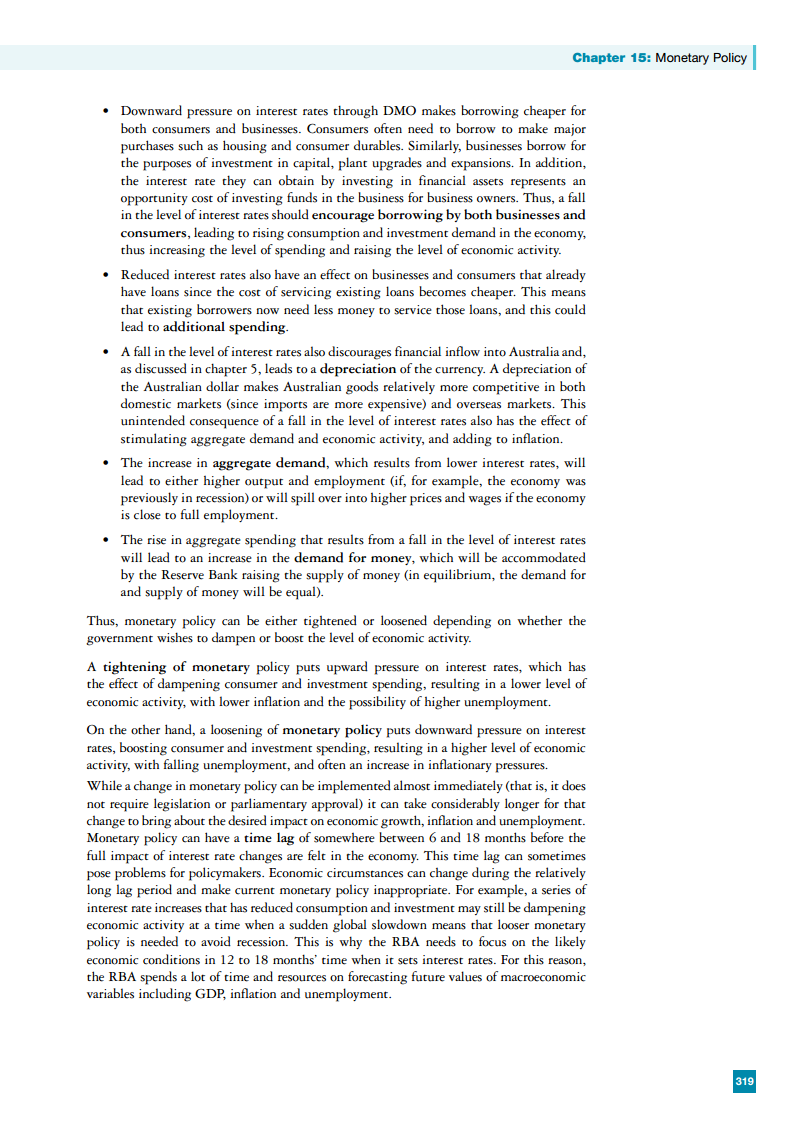 Chapter 15: Monetary Policy
• Downward pressure on interest rates through DMO makes borrowing cheaper for
both consumers and businesses. Consumers often need to borrow to make major
purchases such as housing and consumer durables. Similarly, businesses borrow for
the purposes of investment in capital, plant upgrades and expansions. In addition,
the interest rate they can obtain by investing in financial assets represents an
opportunity cost of investing funds in the business for business owners. Thus, a fall
in the level of interest rates should encourage borrowing by both businesses and
consumers, leading to rising consumption and investment demand in the economy,
thus increasing the level of spending and raising the level of economic activity.
• Reduced interest rates also have an effect on businesses and consumers that already
have loans since the cost of servicing existing loans becomes cheaper. This means
that existing borrowers now need less money to service those loans, and this could
lead to additional spending.
• A fall in the level of interest rates also discourages financial inflow into Australia and,
as discussed in chapter 5, leads to a depreciation of the currency. A depreciation of
the Australian dollar makes Australian goods relatively more competitive in both
domestic markets (since imports are more expensive) and overseas markets. This
unintended consequence of a fall in the level of interest rates also has the effect of
stimulating aggregate demand and economic activity, and adding to inflation.
• The increase in aggregate demand, which results from lower interest rates, will
lead to either higher output and employment (if, for example, the economy was
previously in recession) or will spill over into higher prices and wages if the economy
is close to full employment.
• The rise in aggregate spending that results from a fall in the level of interest rates
will lead to an increase in the demand for money, which will be accommodated
by the Reserve Bank raising the supply of money (in equilibrium, the demand for
and supply of money will be equal).
Thus, monetary policy can be either tightened or loosened depending on whether the
government wishes to dampen or boost the level of economic activity.
A tightening of monetary policy puts upward pressure on interest rates, which has
the effect of dampening consumer and investment spending, resulting in a lower level of
economic activity, with lower inflation and the possibility of higher unemployment.
On the other hand, a loosening of monetary policy puts downward pressure on interest
rates, boosting consumer and investment spending, resulting in a higher level of economic
activity, with falling unemployment, and often an increase in inflationary pressures.
While a change in monetary policy can be implemented almost immediately (that is, it does
not require legislation or parliamentary approval) it can take considerably longer for that
change to bring about the desired impact on economic growth, inflation and unemployment.
Monetary policy can have a time lag of somewhere between 6 and 18 months before the
full impact of interest rate changes are felt in the economy. This time lag can sometimes
pose problems for policymakers. Economic circumstances can change during the relatively
long lag period and make current monetary policy inappropriate. For example, a series of
interest rate increases that has reduced consumption and investment may still be dampening
economic activity at a time when a sudden global slowdown means that looser monetary
policy is needed to avoid recession. This is why the RBA needs to focus on the likely
economic conditions in 12 to 18 months’ time when it sets interest rates. For this reason,
the RBA spends a lot of time and resources on forecasting future values of macroeconomic
variables including GDP, inflation and unemployment.
319